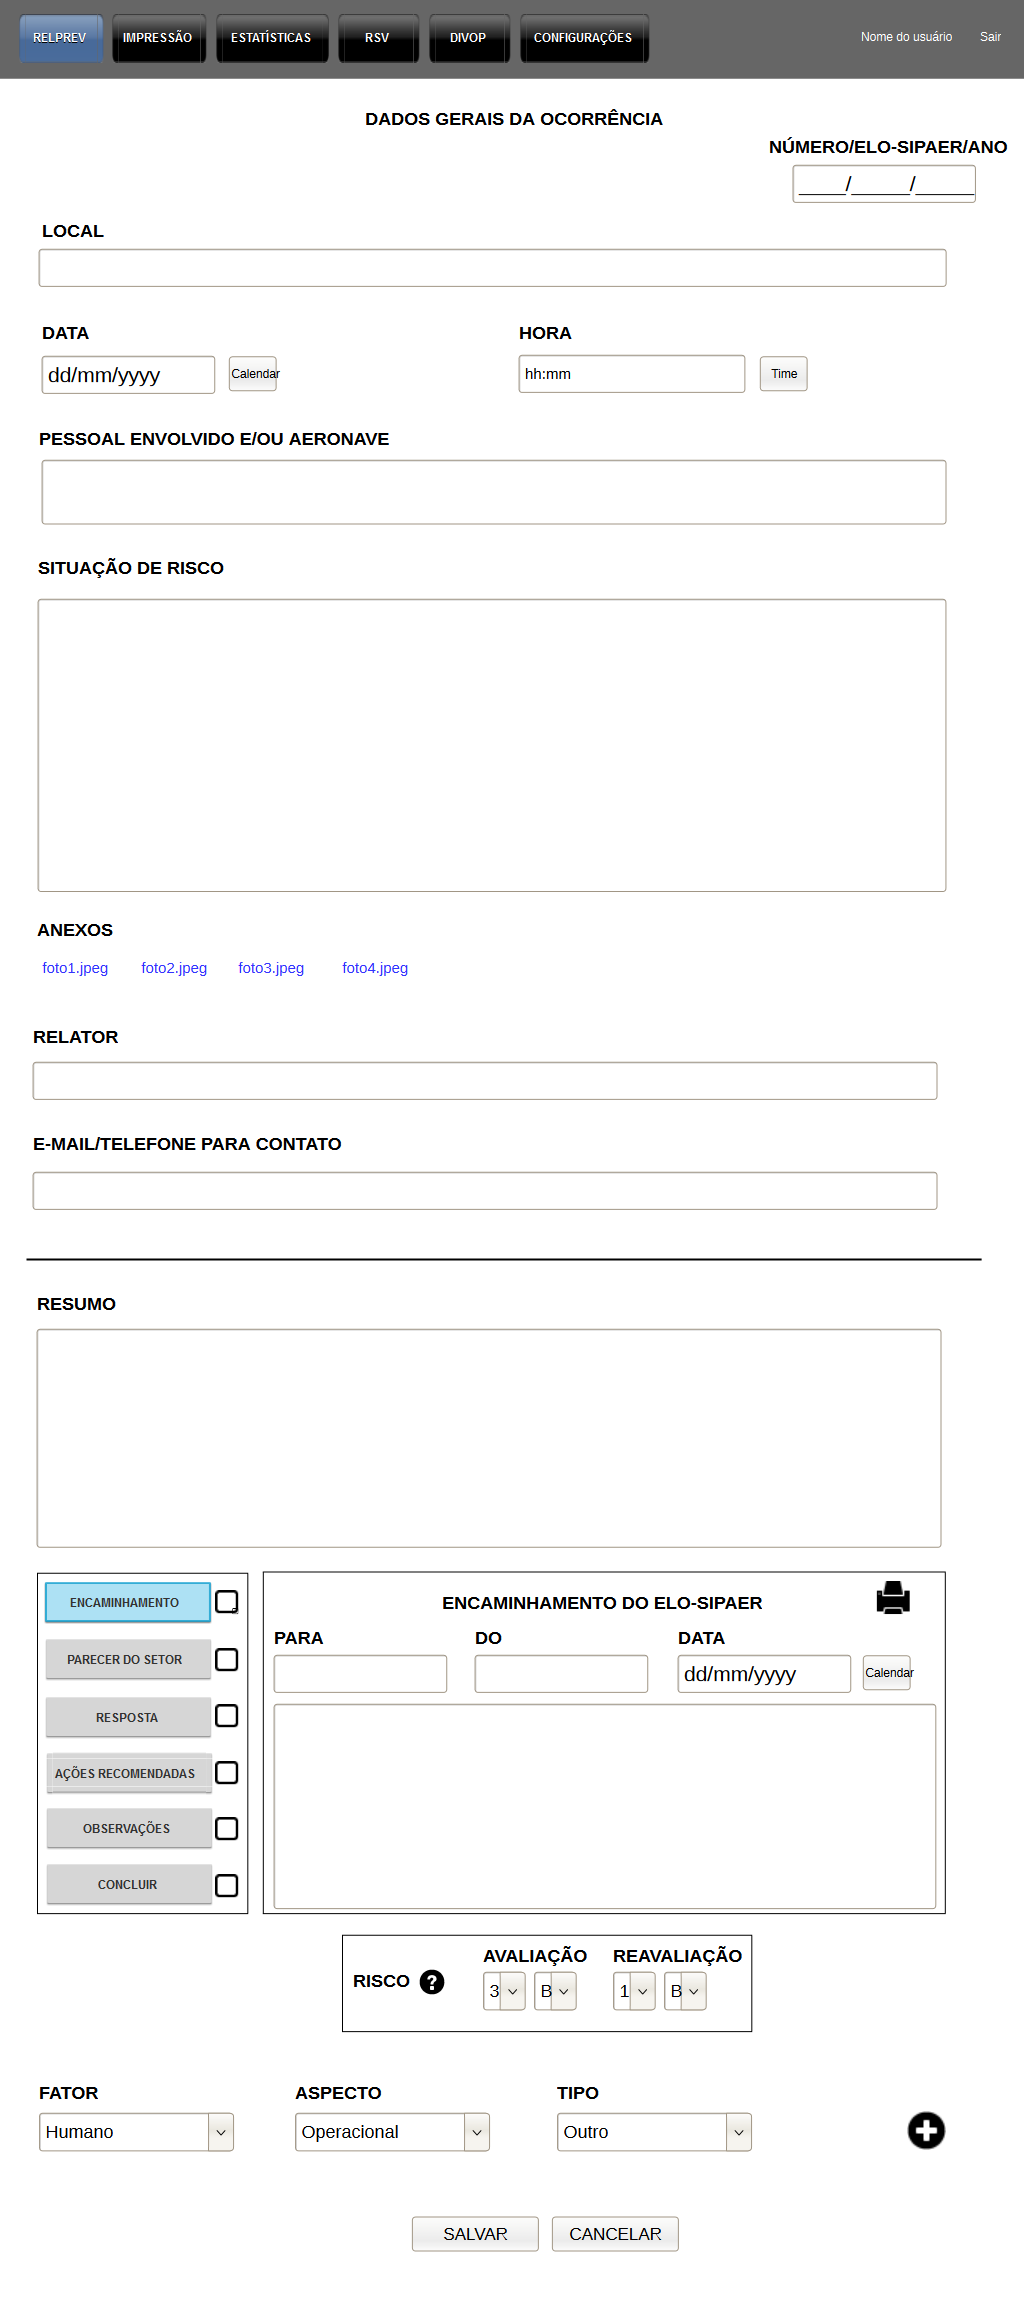 RELPREV IMPRESSÃO ESTATÍSTICAS RSV DIVOP CONFIGURAÇÕES Nome do usuário Sair
DADOS GERAIS DA OCORRÊNCIA
NÚMERO/ELO-SIPAER/ANO
____/_____/_____
LOCAL
DATA HORA
dd/mm/yyyy Calendar hh:mm Time
PESSOAL ENVOLVIDO E/OU AERONAVE
SITUAÇÃO DE RISCO
ANEXOS
foto1.jpeg foto2.jpeg foto3.jpeg foto4.jpeg
RELATOR
E-MAIL/TELEFONE PARA CONTATO
RESUMO
ENCAMINHAMENTO
PARECER DO SETOR
RESPOSTA
AÇÕES RECOMENDADAS
OBSERVAÇÕES
CONCLUIR
ENCAMINHAMENTO DO ELO-SIPAER
PARA DO DATA
dd/mm/yyyy Calendar
AVALIAÇÃO REAVALIAÇÃO
RISCO ? 3 B 1 B
FATOR ASPECTO TIPO
Humano Operacional Outro
SALVAR CANCELAR